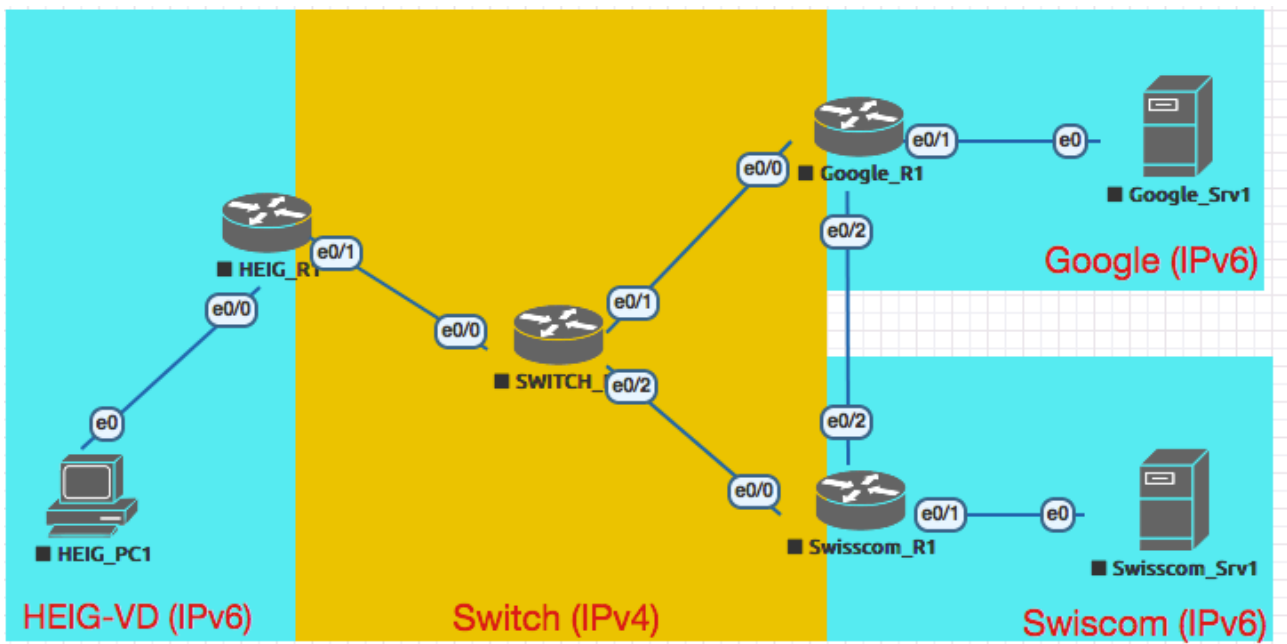 e0/0
e0/1
e0
Google_R1
Google_Srv1
e0/1
e0/2
HEIG_R1
Google (IPv6)
e0/0
e0/0
e0/1
SWITCH_
e0/2
e0
e0/2
e0/0
e0/1
e0
HEIG_PC1
Swisscom_R1
Swisscom_Srv1
HEIG-VD (IPv6)
Switch (IPv4)
Swiscom (IPv6)